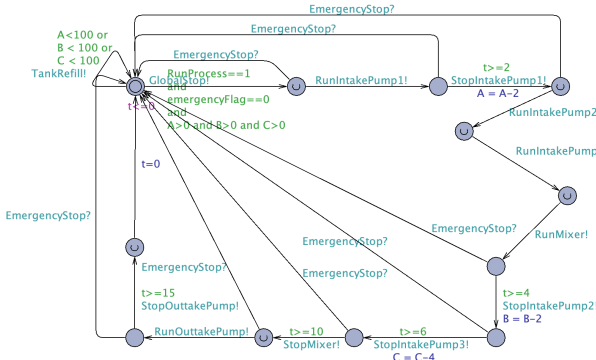 EmergencyStop?
EmergencyStop?
A<100 or
B < 100 or
C < 100
TankRefill!
EmergencyStop?
GlobalStop!
RunProcess==1
and
emergencyFlag==0
and
A>0 and B>0 and C>0
t<=0
RunIntakePump1!
t>=2
StopIntakePump1!
A = A-2
C
C
RunIntakePump2
C
RunIntakePump
C
t=0
EmergencyStop?
EmergencyStop?
EmergencyStop?
RunMixer!
C
EmergencyStop?
EmergencyStop?
t>=4
StopIntakePump2!
B = B-2
t>=15
StopOuttakePump!
RunOuttakePump!
C
t>=10
StopMixer!
t>=6
StopIntakePump3!
C = C-4